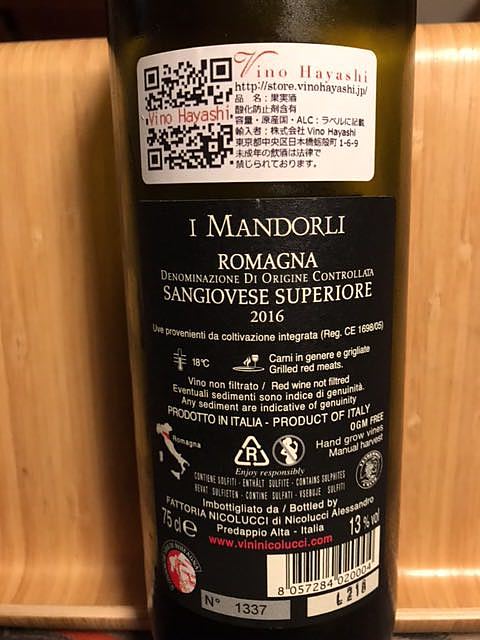 Vino Hayashi
http://store.vinohayashi.jp/
Vino Hayashi
品 名：果実酒
酸化防止剤含有
容量・原産国・ALC：ラベルに記載
輸入者：株式会社 Vino Hayashi
東京都中央区日本橋蛎殻町 1-6-9
未成年の飲酒は法律で
禁じられております。
I MANDORLI
ROMAGNA
DENOMINAZIONE DI ORIGINE CONTROLLATA
SANGIOVESE SUPERIORE
2016
Uve provenienti da coltivazione integrata (Reg. CE 1698/05)
18°C
Carni in genere e grigliate
Grilled red meats.
Vino non filtrato / Red wine not filtred
Eventuali sedimenti sono indice di genuinità.
Any sediment are indicative of genuinity
PRODOTTO IN ITALIA - PRODUCT OF ITALY
Romagna
OGM FREE
Hand grow vines
Manual harvest
R
Enjoy responsibly
CONTIENE SOLFITI - ENTHÄLT SULFITE - CONTAINS SULPHITES
BEVAT SULFIETEN - CONTINE SULFATI - VSEBUJE SULFITI
Imbottigliato da / Bottled by
FATTORIA NICOLUCCI di Nicolucci Alessandro
Predappio Alta - Italia
75 cl e
13 % vol
www.vininicolucci.com
8 057284 020004
N° 1337
L218